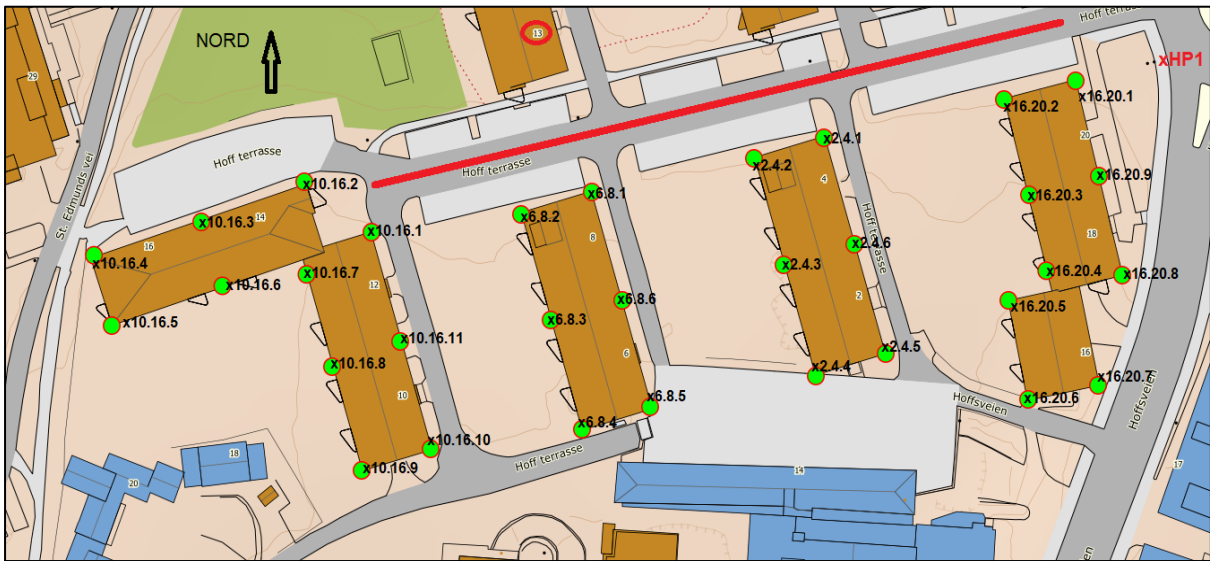 Hoff terrasse
13
NORD
29
xHP1
x16.20.1
x16.20.2
20
x2.4.1
x2.4.2
4
Hoff terrasse
Hoff terrasse
x16.20.9
x10.16.2
x6.8.1
x16.20.3
St. Edmunds vei
x10.16.3
14
x6.8.2
8
Hoff terrasse
18
x10.16.1
x2.4.6
16
x10.16.4
x2.4.3
x16.20.4
x16.20.8
x10.16.7
12
x10.16.6
2
x6.8.6
x16.20.5
x10.16.5
x6.8.3
x10.16.11
6
x2.4.5
16
x10.16.8
x2.4.4
x16.20.7
10
x6.8.5
x16.20.6
Hoffsveien
Hoffsveien
x6.8.4
x10.16.10
18
Hoff terrasse
x10.16.9
14
17
20
en